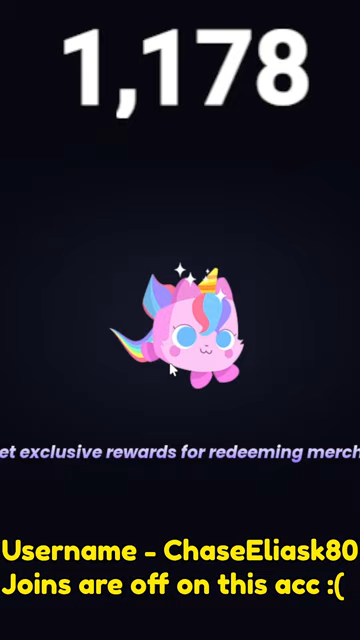 1,178
et exclusive rewards for redeeming merch
Username - ChaseEliask80
Joins are off on this acc :(